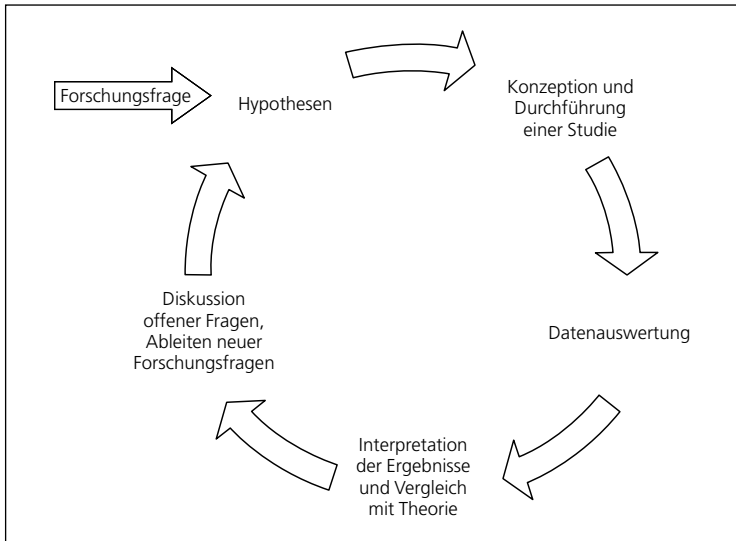 Forschungsfrage
Hypothesen
Konzeption und
Durchführung
einer Studie
Datenauswertung
Interpretation
der Ergebnisse
und Vergleich
mit Theorie
Diskussion
offener Fragen,
Ableiten neuer
Forschungsfragen